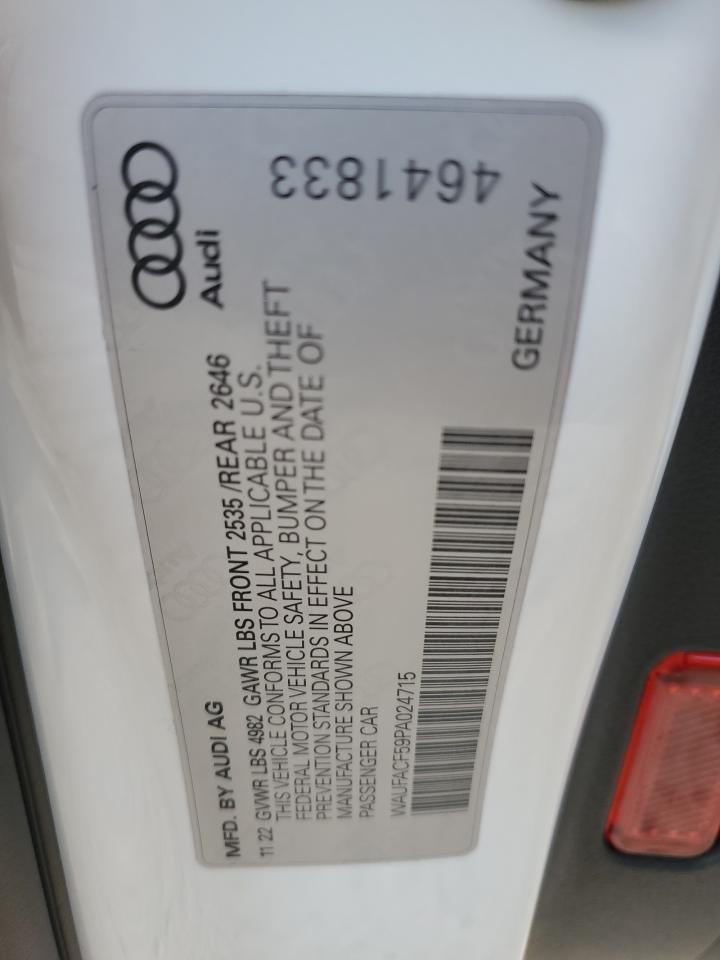 Audi
4641833
MFD. BY AUDI AG
11 22 GVWR LBS 4982 GAWR LBS FRONT 2535 /REAR 2646
THIS VEHICLE CONFORMS TO ALL APPLICABLE U.S.
FEDERAL MOTOR VEHICLE SAFETY, BUMPER AND THEFT
PREVENTION STANDARDS IN EFFECT ON THE DATE OF
MANUFACTURE SHOWN ABOVE
PASSENGER CAR
WAUFACF59PA024715
GERMANY